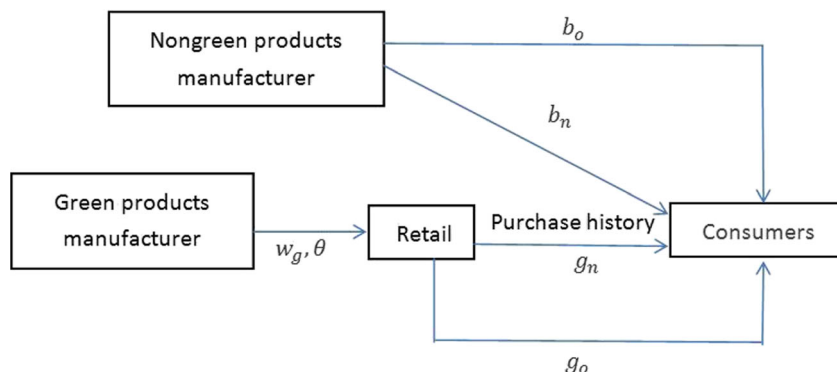 Nongreen products
manufacturer
b_o
b_n
Green products
manufacturer
w_g, θ
Retail
Purchase history
g_n
Consumers
g_o